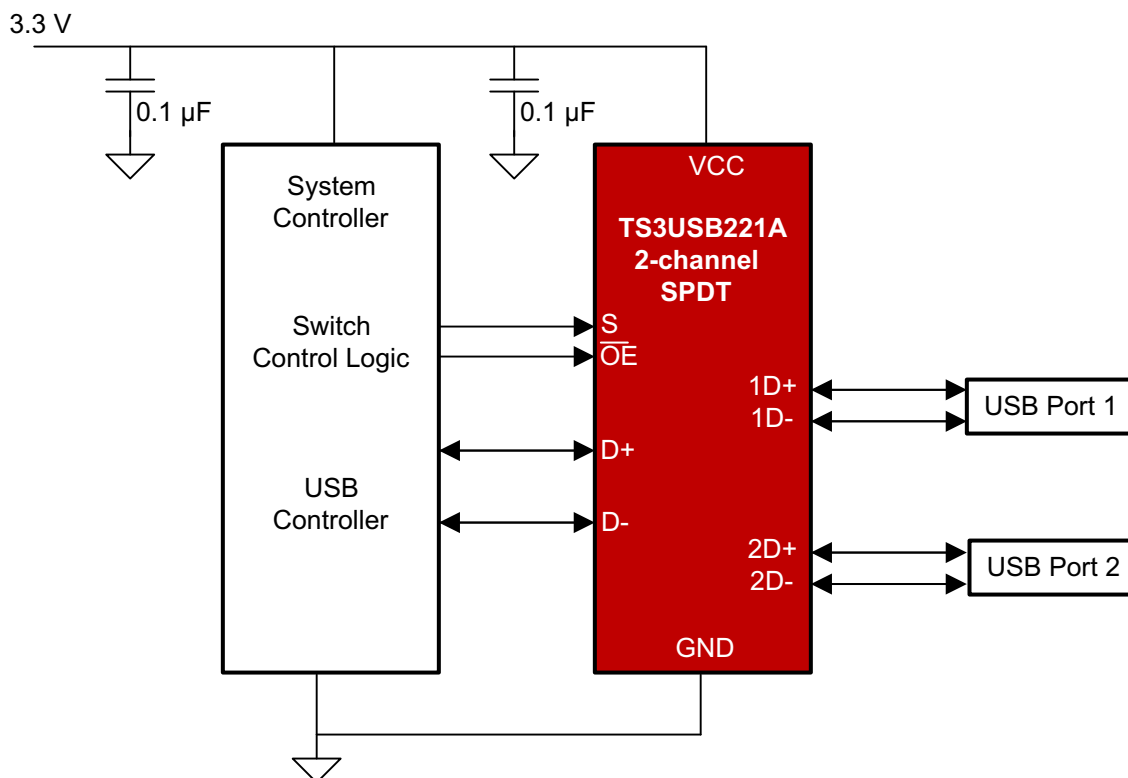 3.3 V
0.1 µF
0.1 µF
System
Controller
Switch
Control Logic
USB
Controller
VCC
TS3USB221A
2-channel
SPDT
S
OE
D+
D-
1D+
1D-
2D+
2D-
GND
USB Port 1
USB Port 2